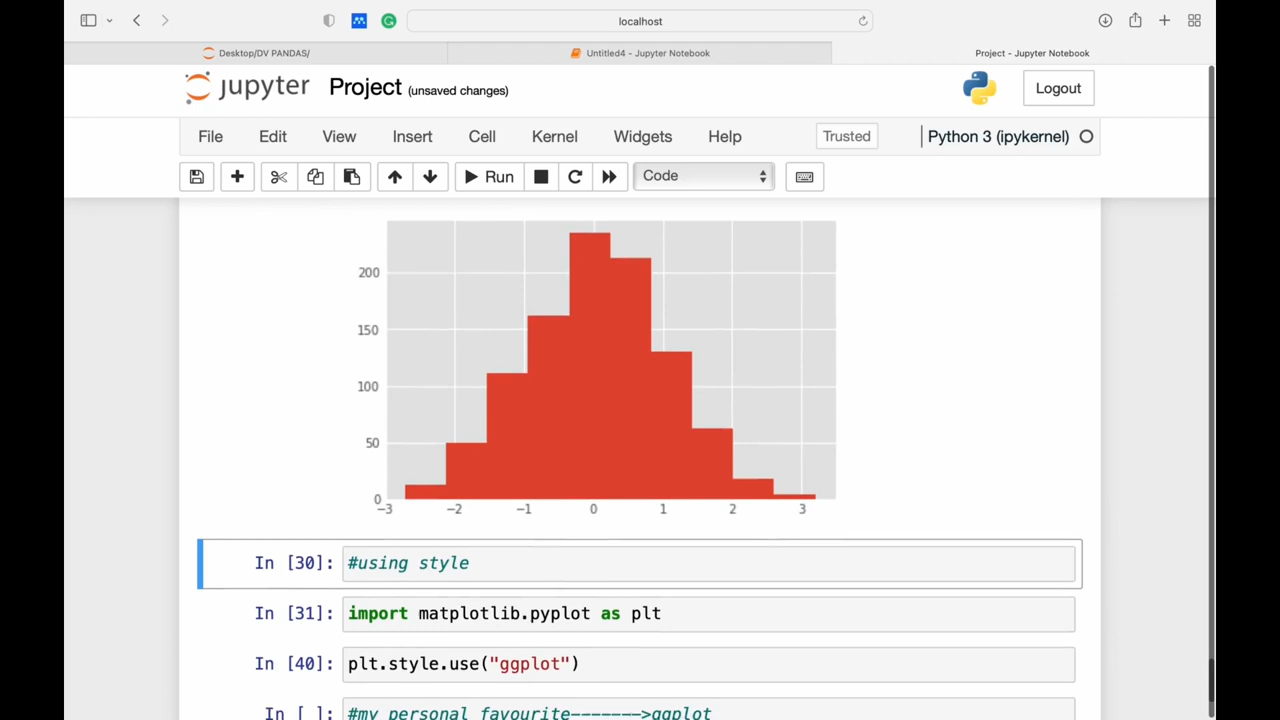 localhost
Desktop/DV PANDAS/
Untitled4 - Jupyter Notebook
Project - Jupyter Notebook
jupyter Project (unsaved changes)
Logout
File Edit View Insert Cell Kernel Widgets Help Trusted Python 3 (ipykernel)
Run Code
200
150
100
50
0
−3 −2 −1 0 1 2 3
In [30]: #using style
In [31]: import matplotlib.pyplot as plt
In [40]: plt.style.use("ggplot")
In [ ]: #my personal favourite------->ggplot